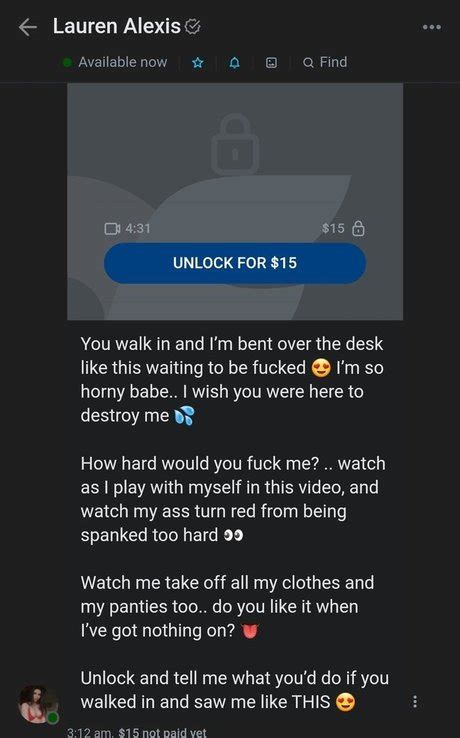 Lauren Alexis
Available now
Find
4:31 $15
UNLOCK FOR $15
You walk in and I’m bent over the desk
like this waiting to be fucked 😍 I’m so
horny babe.. I wish you were here to
destroy me 💦
How hard would you fuck me? .. watch
as I play with myself in this video, and
watch my ass turn red from being
spanked too hard 👀
Watch me take off all my clothes and
my panties too.. do you like it when
I’ve got nothing on? 👅
Unlock and tell me what you’d do if you
walked in and saw me like THIS 😍
3:12 am, $15 not paid yet